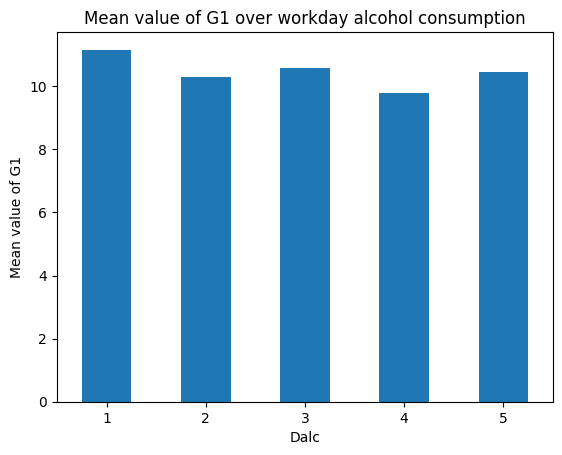 Mean value of G1 over workday alcohol consumption
Mean value of G1
10
8
6
4
2
0
1 2 3 4 5
Dalc